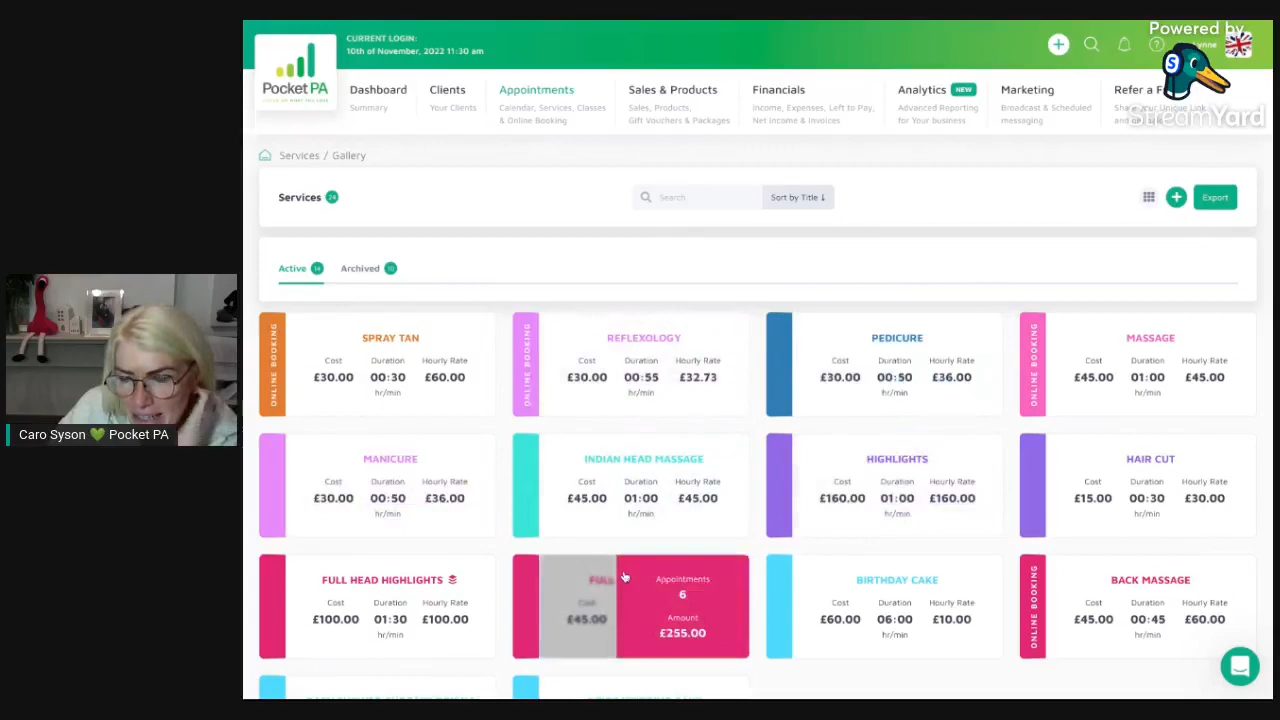 Powered by
StreamYard
Pocket PA
CURRENT LOGIN:
10th of November, 2022 11:30 am
Lynne
Dashboard
Summary
Clients
Your Clients
Appointments
Calendar, Services, Classes
& Online Booking
Sales & Products
Sales, Products,
Gift Vouchers & Packages
Financials
Income, Expenses, Left to Pay,
Net Income & Invoices
Analytics NEW
Advanced Reporting
for Your business
Marketing
Broadcast & Scheduled
messaging
Refer a F
Share Your Unique Link
Services / Gallery
Services 24
Search
Sort by Title ↓
Export
Active 14
Archived 10
ONLINE BOOKING
SPRAY TAN
Cost Duration Hourly Rate
£30.00 00:30 £60.00
hr/min
ONLINE BOOKING
REFLEXOLOGY
Cost Duration Hourly Rate
£30.00 00:55 £32.73
hr/min
PEDICURE
Cost Duration Hourly Rate
£30.00 00:50 £36.00
hr/min
ONLINE BOOKING
MASSAGE
Cost Duration Hourly Rate
£45.00 01:00 £45.00
hr/min
MANICURE
Cost Duration Hourly Rate
£30.00 00:50 £36.00
hr/min
INDIAN HEAD MASSAGE
Cost Duration Hourly Rate
£45.00 01:00 £45.00
hr/min
HIGHLIGHTS
Cost Duration Hourly Rate
£160.00 01:00 £160.00
hr/min
HAIR CUT
Cost Duration Hourly Rate
£15.00 00:30 £30.00
hr/min
FULL HEAD HIGHLIGHTS
Cost Duration Hourly Rate
£100.00 01:30 £100.00
hr/min
FULL
Cost
£45.00
Appointments
6
Amount
£255.00
BIRTHDAY CAKE
Cost Duration Hourly Rate
£60.00 06:00 £10.00
hr/min
ONLINE BOOKING
BACK MASSAGE
Cost Duration Hourly Rate
£45.00 00:45 £60.00
hr/min
Caro Syson 💚 Pocket PA